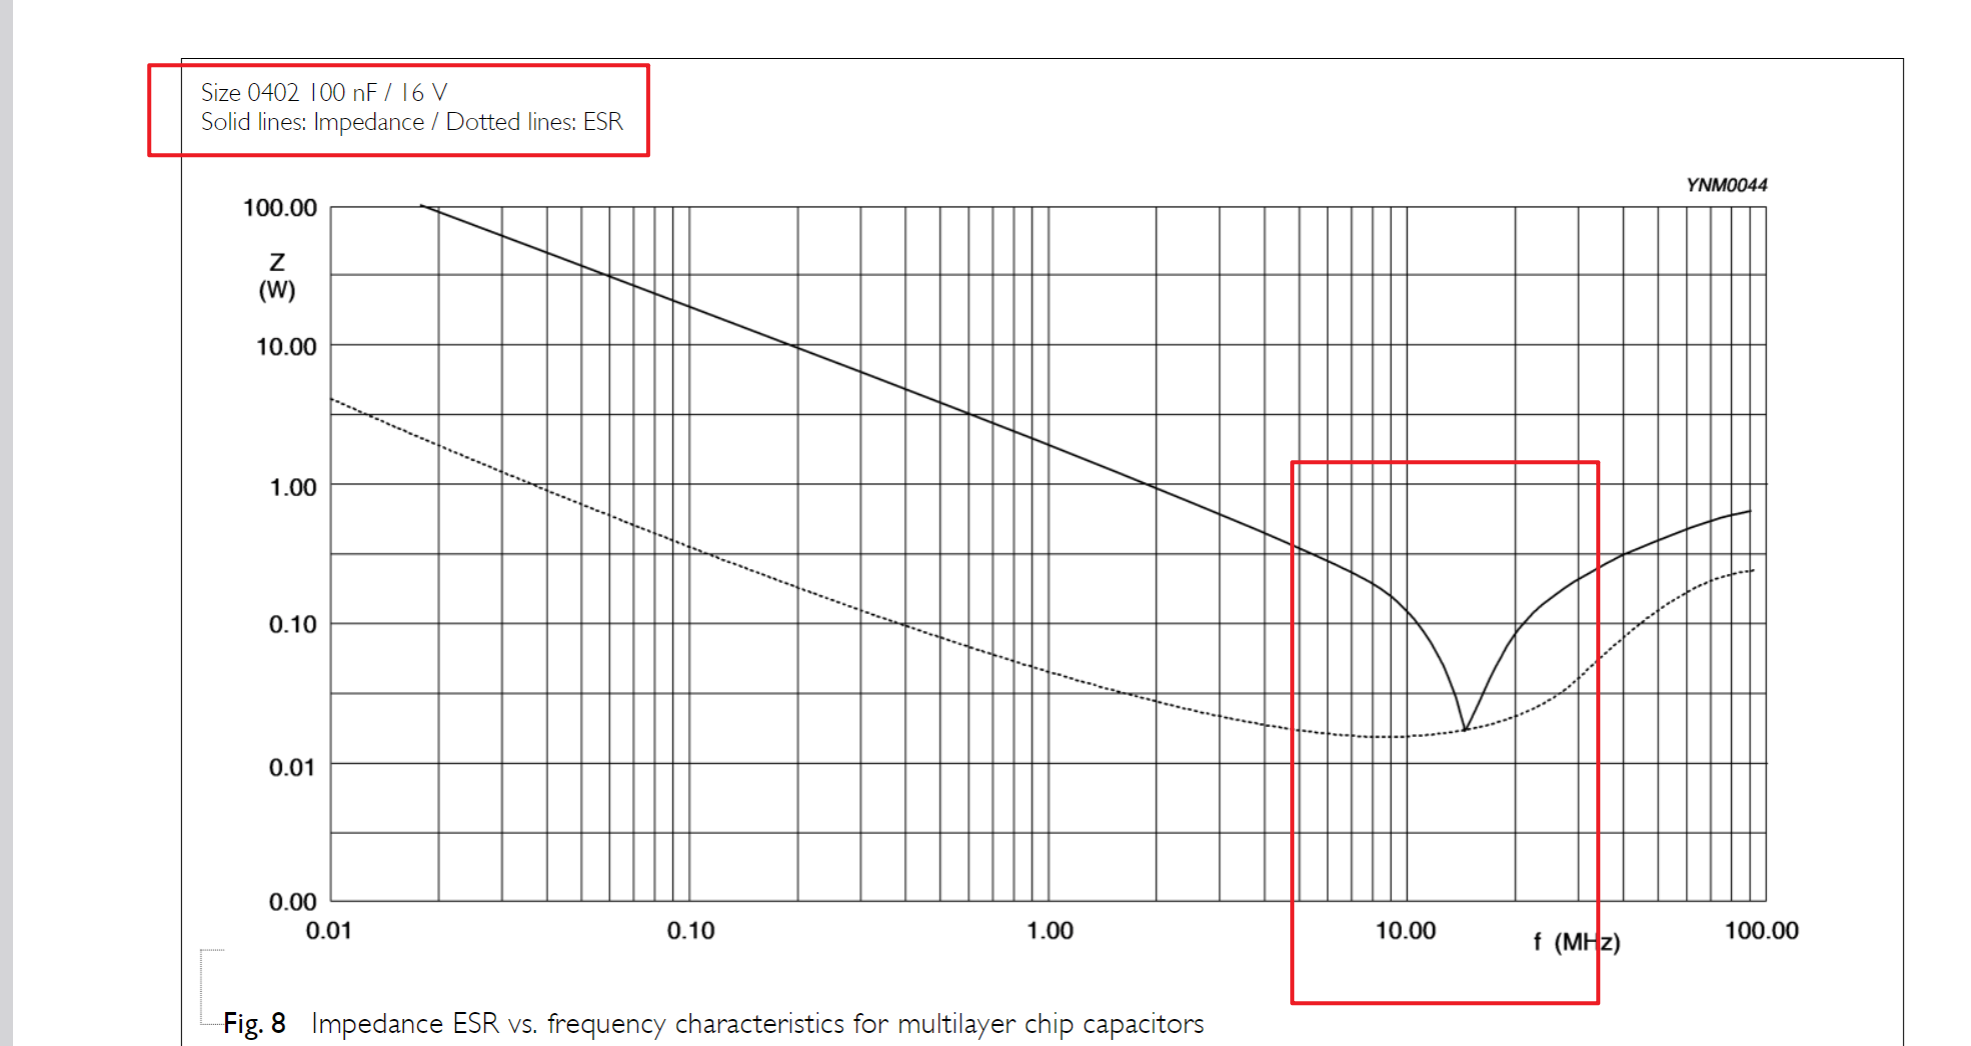 Size 0402 100 nF / 16 V
Solid lines: Impedance / Dotted lines: ESR
YNM0044
100.00
Z
(W)
10.00
1.00
0.10
0.01
0.00
0.01 0.10 1.00 10.00 100.00
f (MHz)
Fig. 8 Impedance ESR vs. frequency characteristics for multilayer chip capacitors